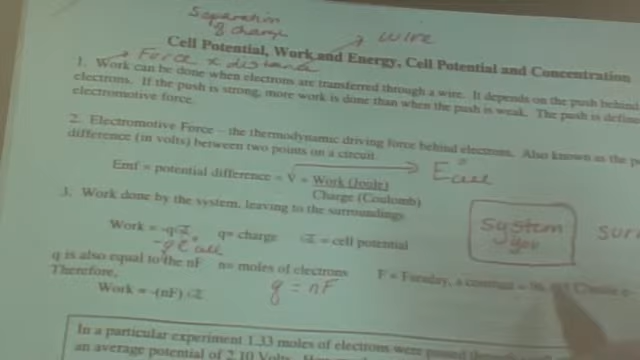 Separation
of charge
→ wire
Cell Potential, Work and Energy, Cell Potential and Concentration
Force x distance
1. Work can be done when electrons are transferred through a wire. It depends on the push behind
electrons. If the push is strong, more work is done than when the push is weak. The push is define
electromotive force.
2. Electromotive Force – the thermodynamic driving force behind electrons. Also known as the p
difference (in volts) between two points on a circuit.
Emf = potential difference = V = Work (Joule)
Charge (Coulomb)
E°cell
3. Work done by the system, leaving to the surroundings
Work = -q q= charge = cell potential
-qE°cell
System
you
surr
q is also equal to the nF n= moles of electrons F = Faraday, a constant =
Therefore,
q = nF
Work = -(nF)
In a particular experiment 1.33 moles of electrons were
an average potential of 2.10 Volts.